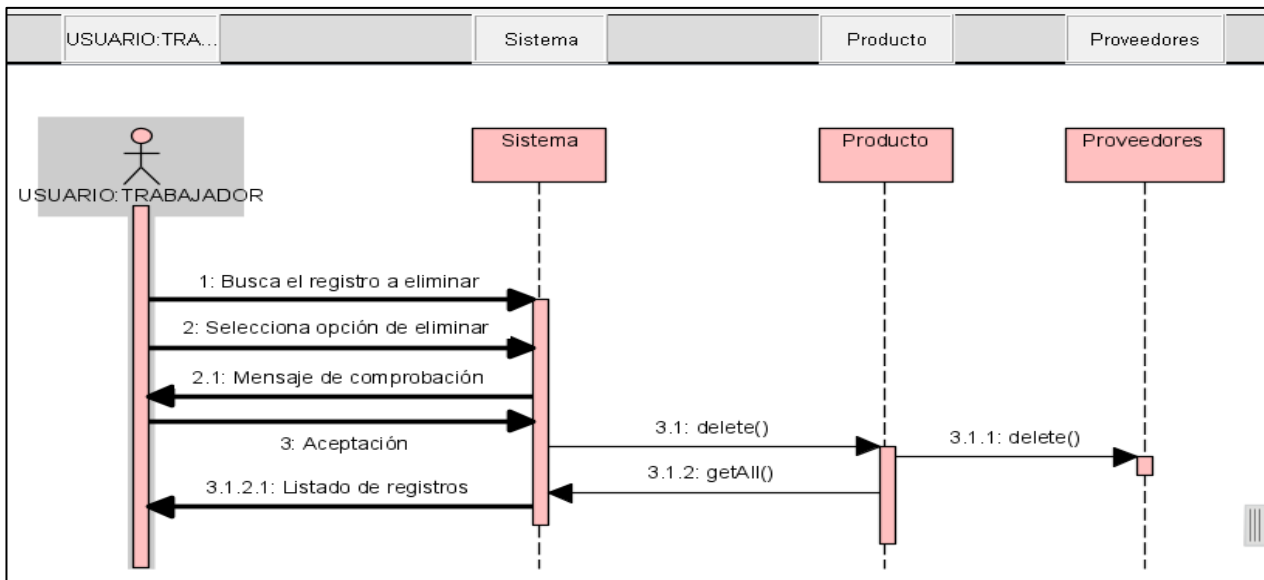 USUARIO:TRA...
Sistema
Producto
Proveedores
Sistema
Producto
Proveedores
USUARIO:TRABAJADOR
1: Busca el registro a eliminar
2: Selecciona opción de eliminar
2.1: Mensaje de comprobación
3: Aceptación
3.1: delete()
3.1.1: delete()
3.1.2: getAll()
3.1.2.1: Listado de registros